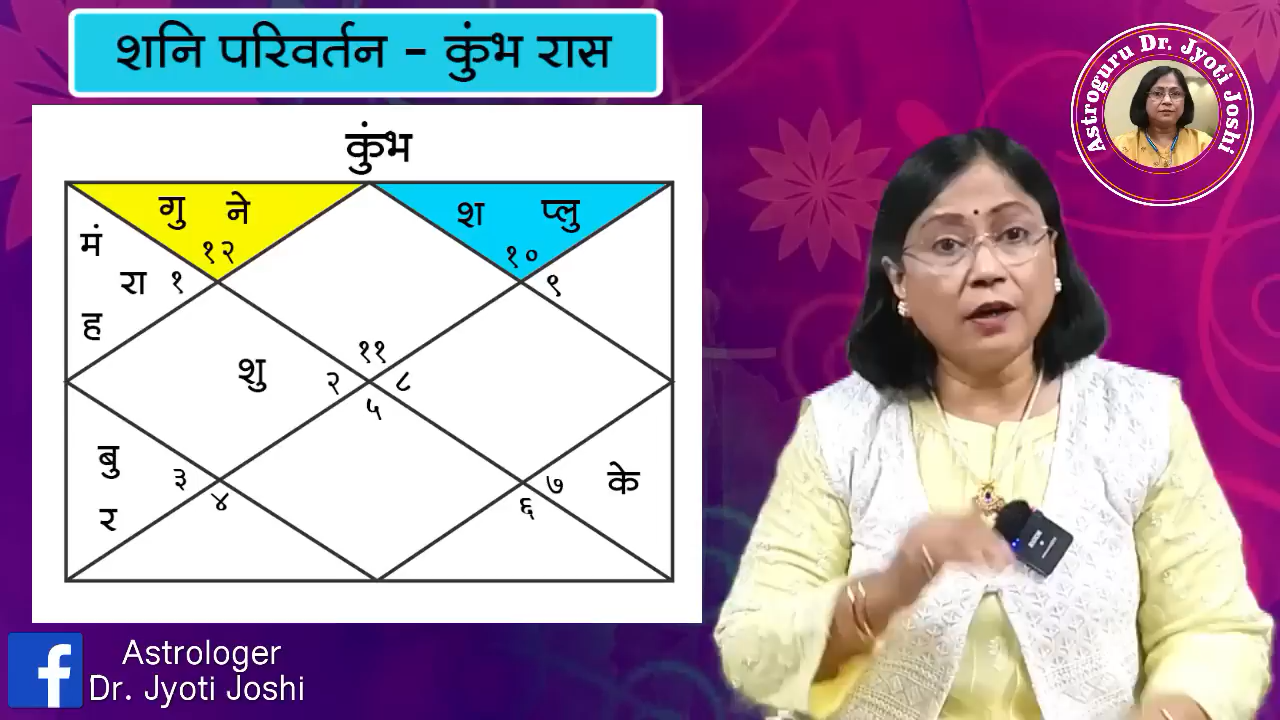 शनि परिवर्तन - कुंभ रास
Astroguru Dr. Jyoti Joshi
कुंभ
गु ने
१२
श प्लु
१०
मं
रा १
ह
९
११
शु २ ८
५
बु
३
र
४
७ के
६
Astrologer
Dr. Jyoti Joshi